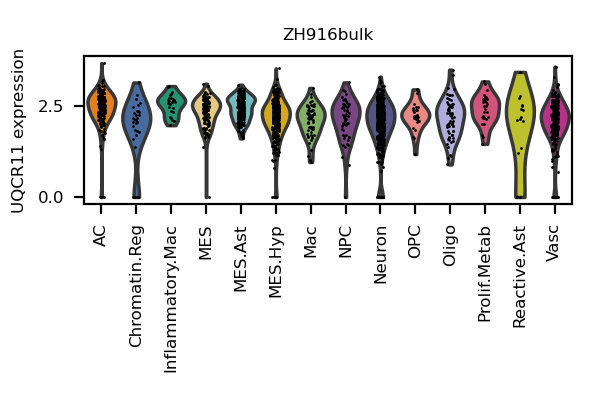 ZH916bulk
UQCR11 expression
2.5
0.0
AC
Chromatin.Reg
Inflammatory.Mac
MES
MES.Ast
MES.Hyp
Mac
NPC
Neuron
OPC
Oligo
Prolif.Metab
Reactive.Ast
Vasc